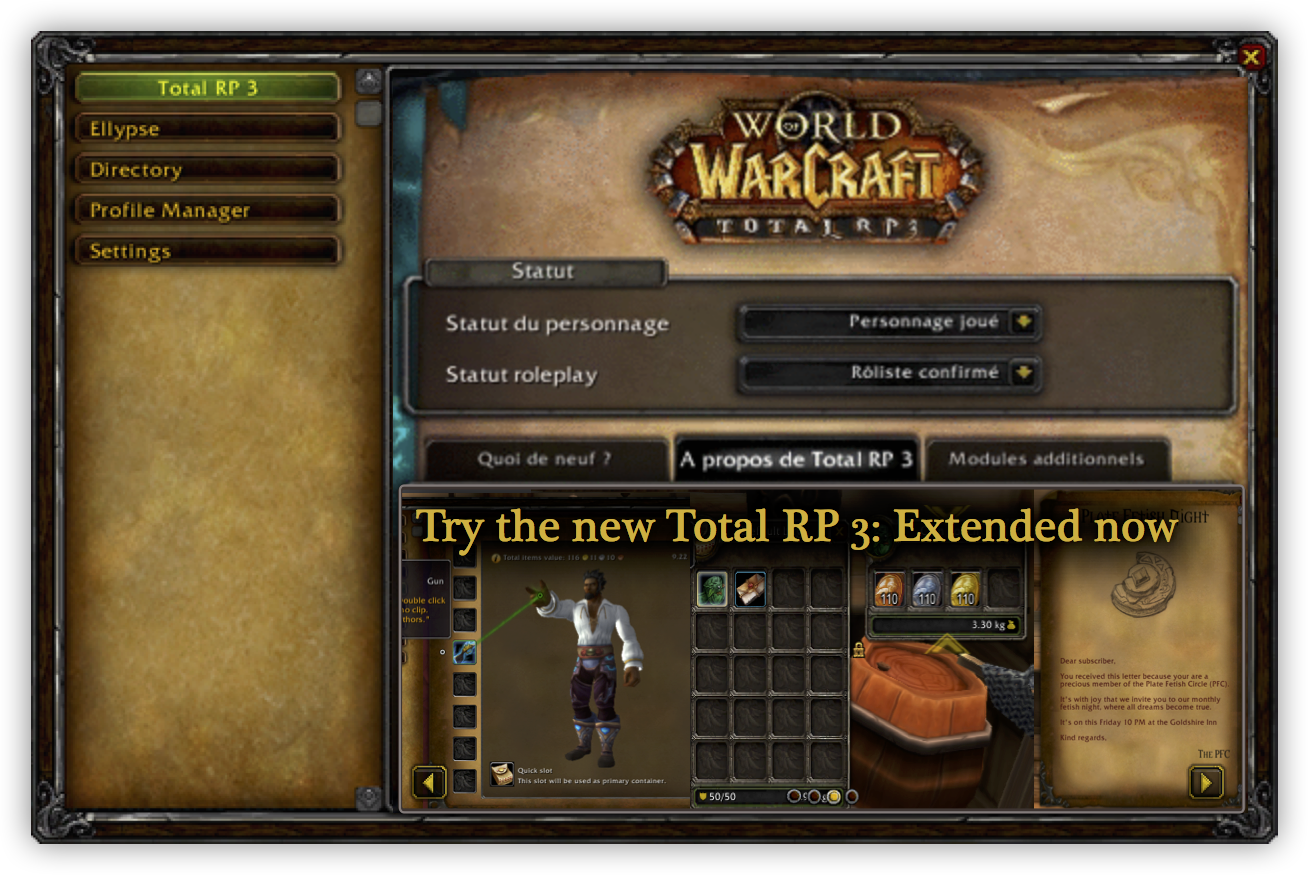 Total RP 3
Ellypse
Directory
Profile Manager
Settings
WORLD
OF
WARCRAFT
TOTAL RP3
Statut
Statut du personnage
Personnage joué
Statut roleplay
Rôliste confirmé
Quoi de neuf ?
A propos de Total RP 3
Modules additionnels
Try the new Total RP 3: Extended now
Total items value: 110
0.22
Gun
ouble click
no clip.
thors."
Quick slot
This slot will be used as primary container.
50/50
110
110
110
3.30 kg
Plate Fetish Night
Dear subscriber,
You received this letter because your are a
precious member of the Plate Fetish Circle (PFC).
It's with joy that we invite you to our monthly
fetish night, where all dreams become true.
It's on this Friday 10 PM at the Goldshire Inn
Kind regards.
The PFC